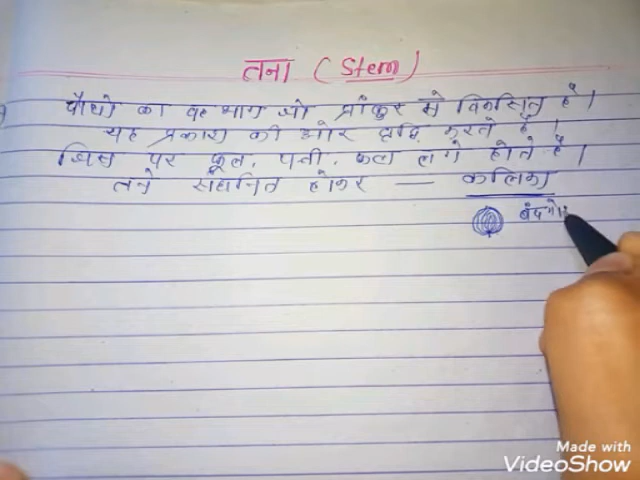 तना ( Stem )
पौधो का वह भाग जो प्रांकुर से विकसित है।
यह प्रकाश की ओर वृद्धि करते है।
जिस पर फूल, पत्ती, फल लगे होते है।
तने संघनित होकर — कलिका
बंदगो
Made with
VideoShow